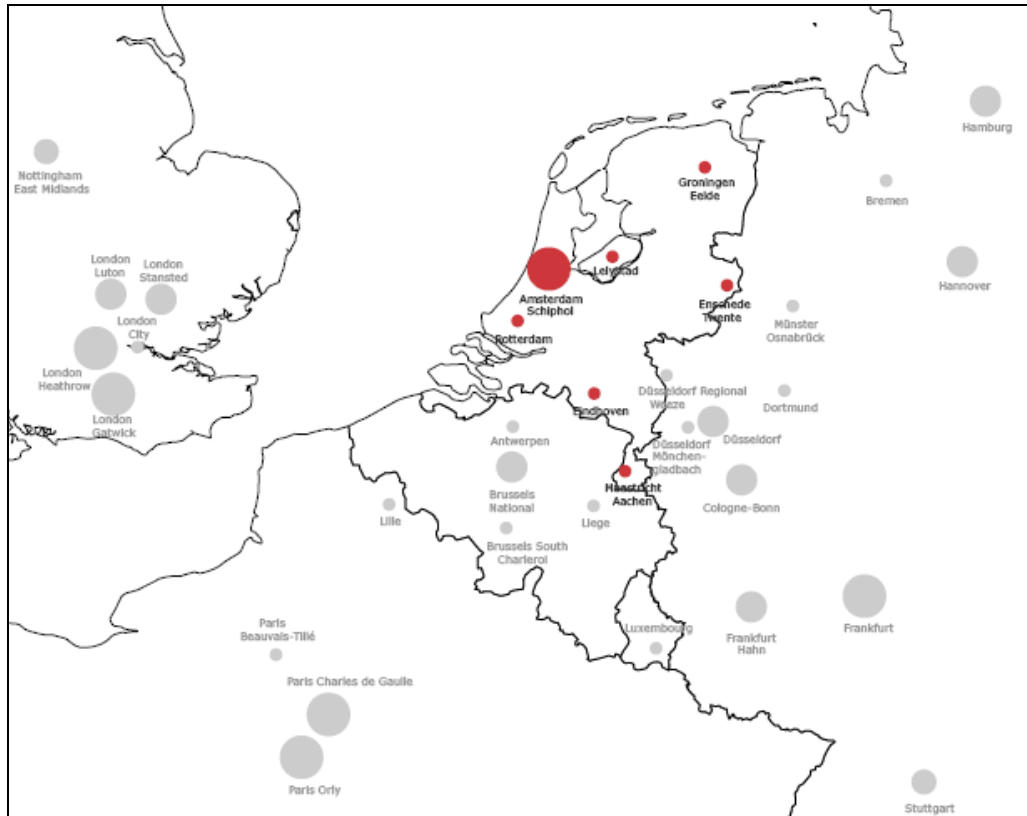 Hamburg
Nottingham
East Midlands
Groningen
Eelde
Bremen
London
Luton
London
Stansted
Lelystad
Hannover
Amsterdam
Schiphol
Enschede
Twente
London
City
Rotterdam
Münster
Osnabrück
London
Heathrow
Düsseldorf Regional
Weeze
Dortmund
Eindhoven
London
Gatwick
Antwerpen
Düsseldorf
Düsseldorf
Mönchen-
gladbach
Brussels
National
Maastricht
Aachen
Cologne-Bonn
Lille
Liege
Brussels South
Charleroi
Paris
Beauvais-Tillé
Luxembourg
Frankfurt
Hahn
Frankfurt
Paris Charles de Gaulle
Paris Orly
Stuttgart